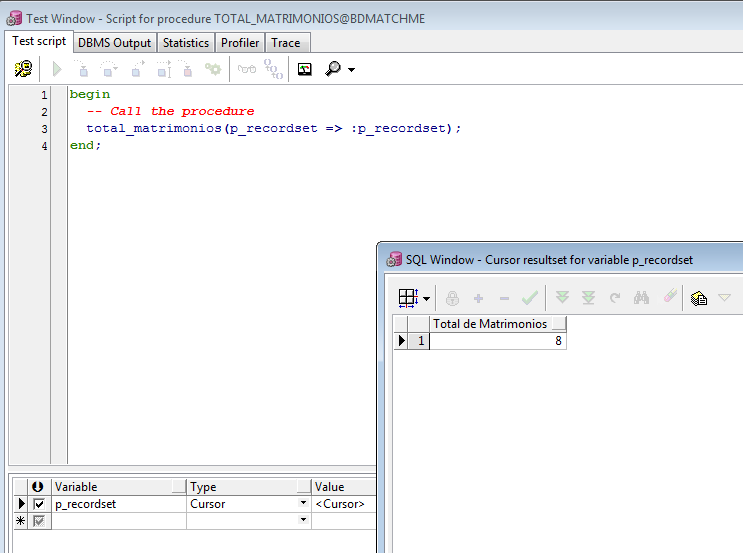 Test Window - Script for procedure TOTAL_MATRIMONIOS@BDMATCHME
Test script DBMS Output Statistics Profiler Trace
1 begin
2 -- Call the procedure
3 total_matrimonios(p_recordset => :p_recordset);
4 end;
SQL Window - Cursor resultset for variable p_recordset
Total de Matrimonios
1 8
Variable Type Value
p_recordset Cursor <Cursor>